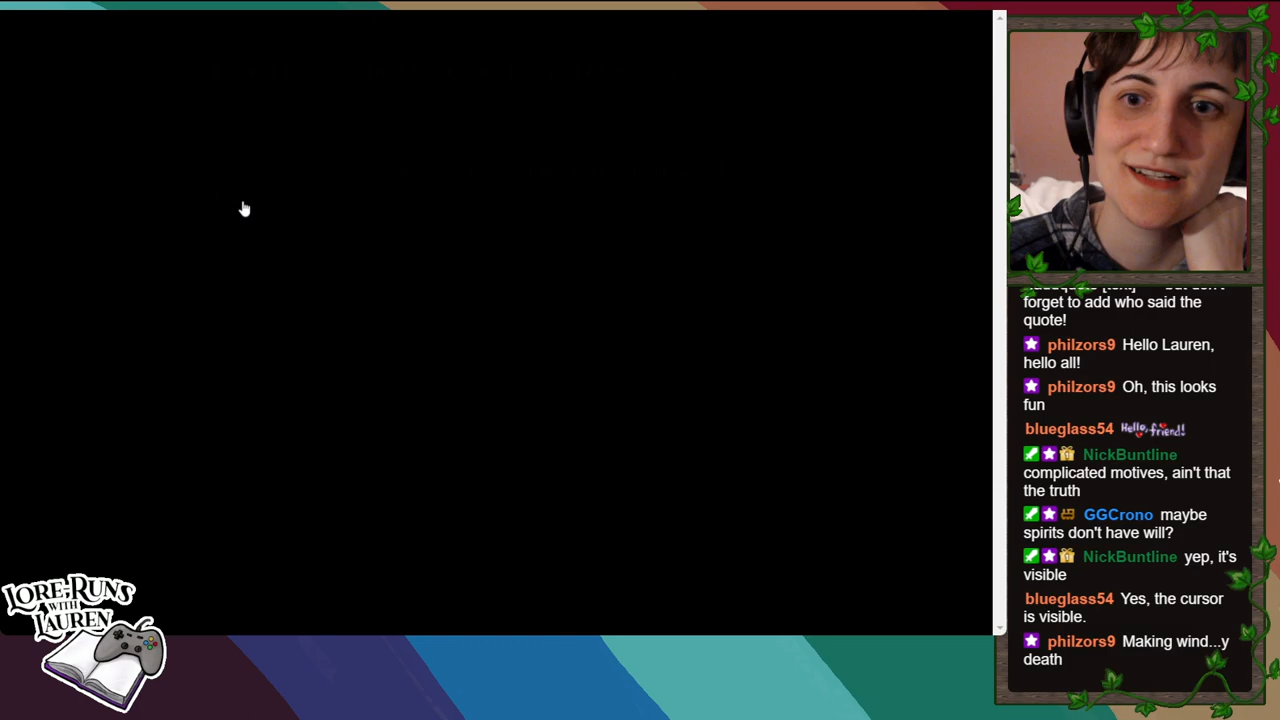 forget to add who said the
quote!
philzors9 Hello Lauren,
hello all!
philzors9 Oh, this looks
fun
blueglass54 Hello, friend!
NickBuntline
complicated motives, ain't that
the truth
GGCrono maybe
spirits don't have will?
NickBuntline yep, it's
visible
blueglass54 Yes, the cursor
is visible.
philzors9 Making wind...y
death
LORE-RUNS
WITH
LAUREN